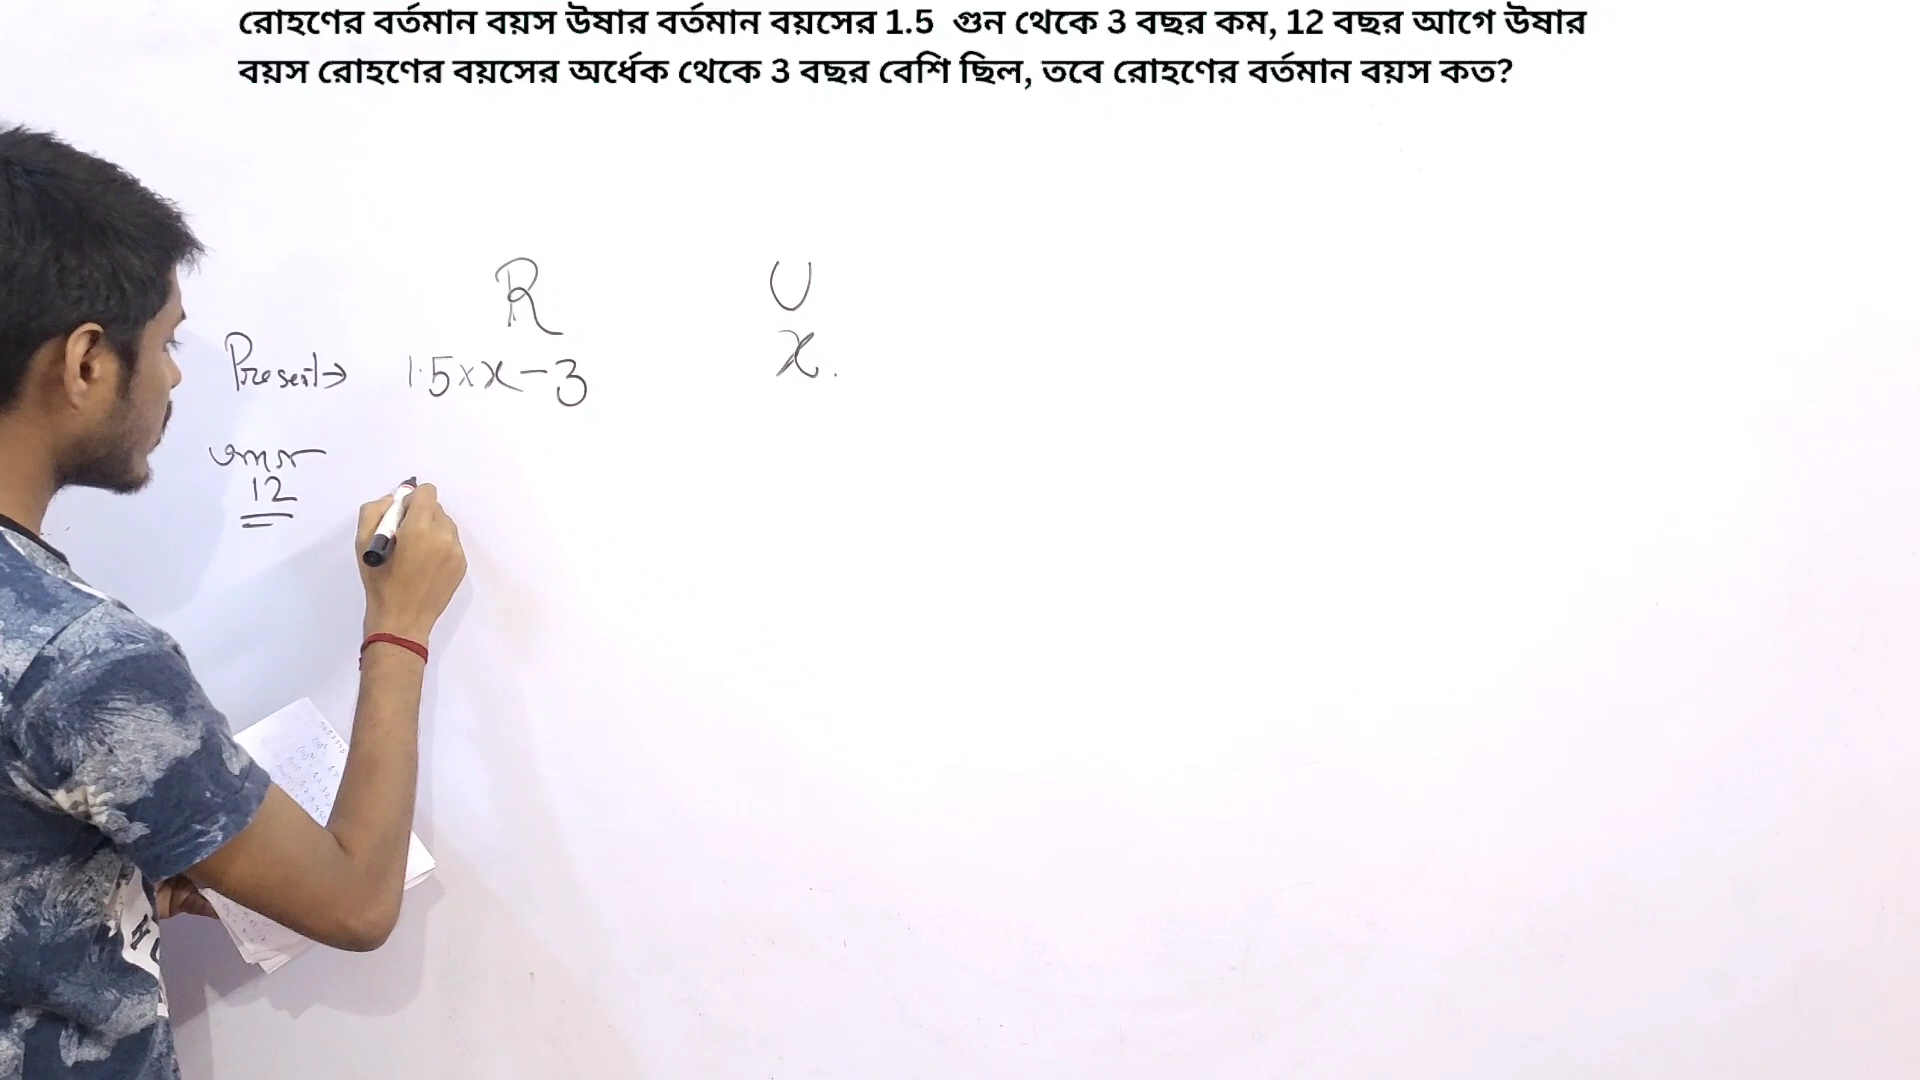 রোহণের বর্তমান বয়স উষার বর্তমান বয়সের 1.5 গুন থেকে 3 বছর কম, 12 বছর আগে উষার
বয়স রোহণের বয়সের অর্ধেক থেকে 3 বছর বেশি ছিল, তবে রোহণের বর্তমান বয়স কত?
R U
Present→ 1.5×x-3 x.
12